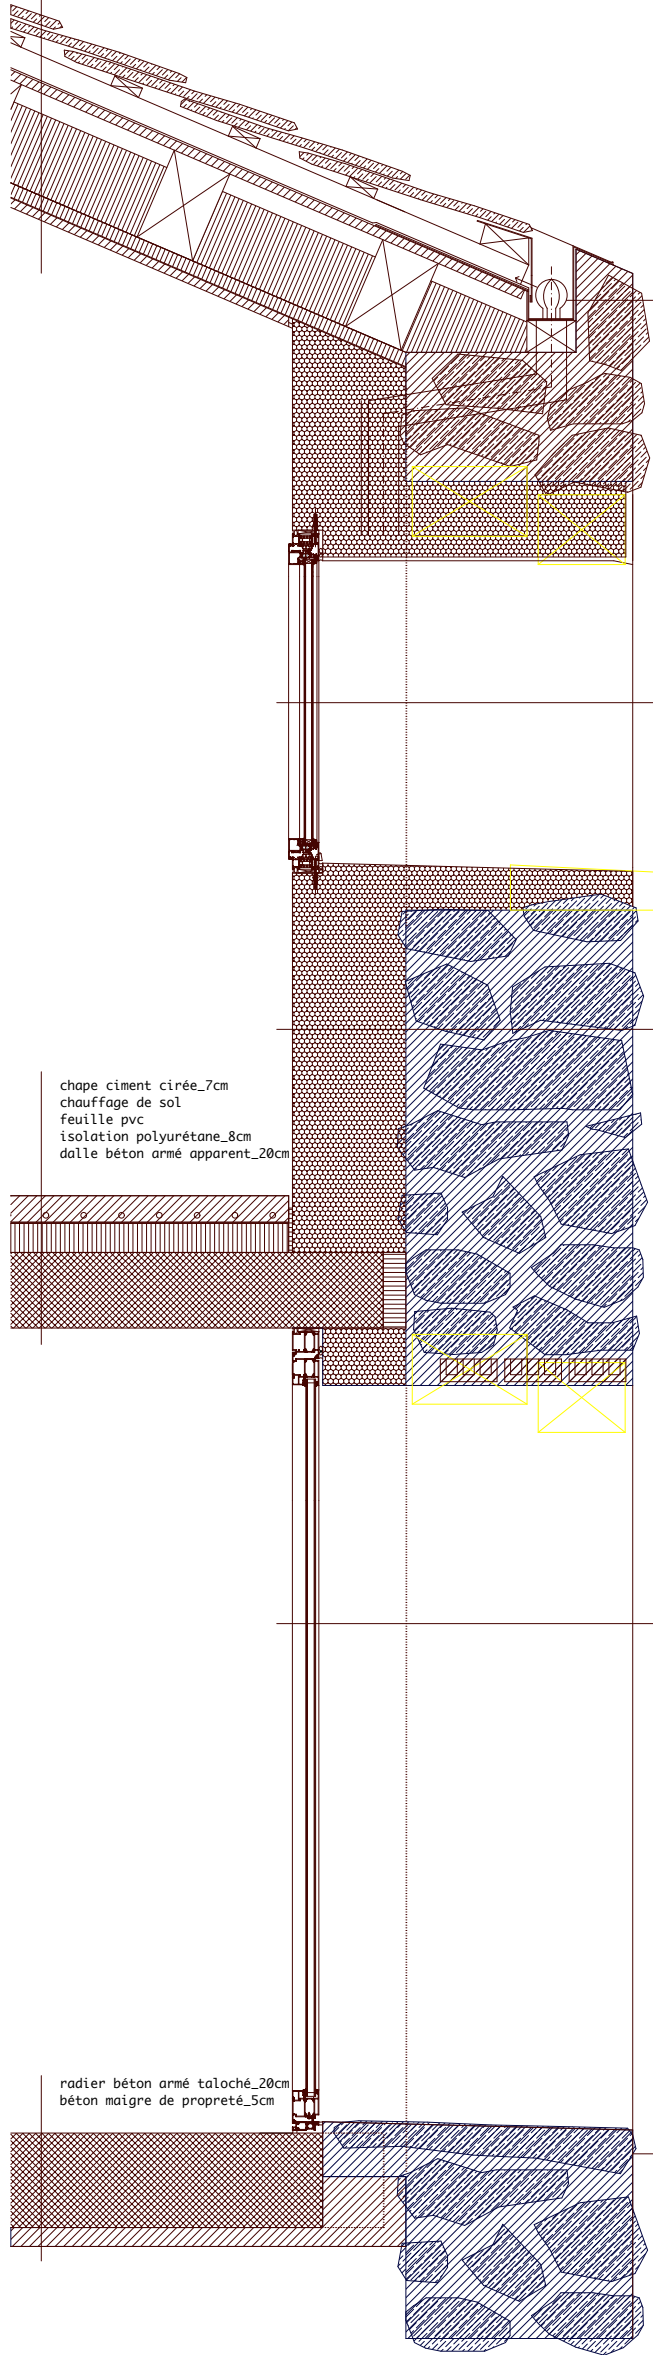 chape ciment cirée_7cm
chauffage de sol
feuille pvc
isolation polyurétane_8cm
dalle béton armé apparent_20cm
radier béton armé taloché_20cm
béton maigre de propreté_5cm